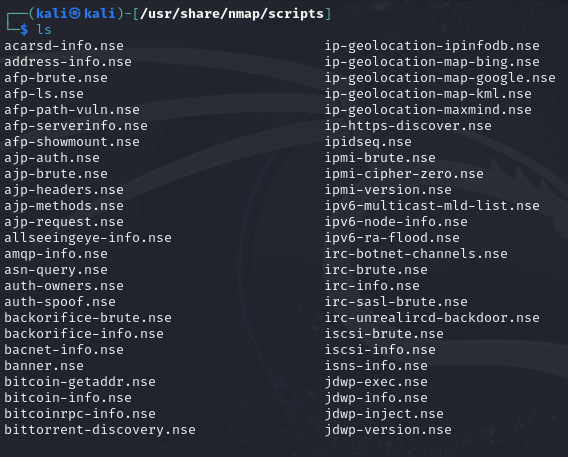 ┌──(kali㉿kali)-[/usr/share/nmap/scripts]
└─$ ls
acarsd-info.nse ip-geolocation-ipinfodb.nse
address-info.nse ip-geolocation-map-bing.nse
afp-brute.nse ip-geolocation-map-google.nse
afp-ls.nse ip-geolocation-map-kml.nse
afp-path-vuln.nse ip-geolocation-maxmind.nse
afp-serverinfo.nse ip-https-discover.nse
afp-showmount.nse ipidseq.nse
ajp-auth.nse ipmi-brute.nse
ajp-brute.nse ipmi-cipher-zero.nse
ajp-headers.nse ipmi-version.nse
ajp-methods.nse ipv6-multicast-mld-list.nse
ajp-request.nse ipv6-node-info.nse
allseeingeye-info.nse ipv6-ra-flood.nse
amqp-info.nse irc-botnet-channels.nse
asn-query.nse irc-brute.nse
auth-owners.nse irc-info.nse
auth-spoof.nse irc-sasl-brute.nse
backorifice-brute.nse irc-unrealircd-backdoor.nse
backorifice-info.nse iscsi-brute.nse
bacnet-info.nse iscsi-info.nse
banner.nse isns-info.nse
bitcoin-getaddr.nse jdwp-exec.nse
bitcoin-info.nse jdwp-info.nse
bitcoinrpc-info.nse jdwp-inject.nse
bittorrent-discovery.nse jdwp-version.nse